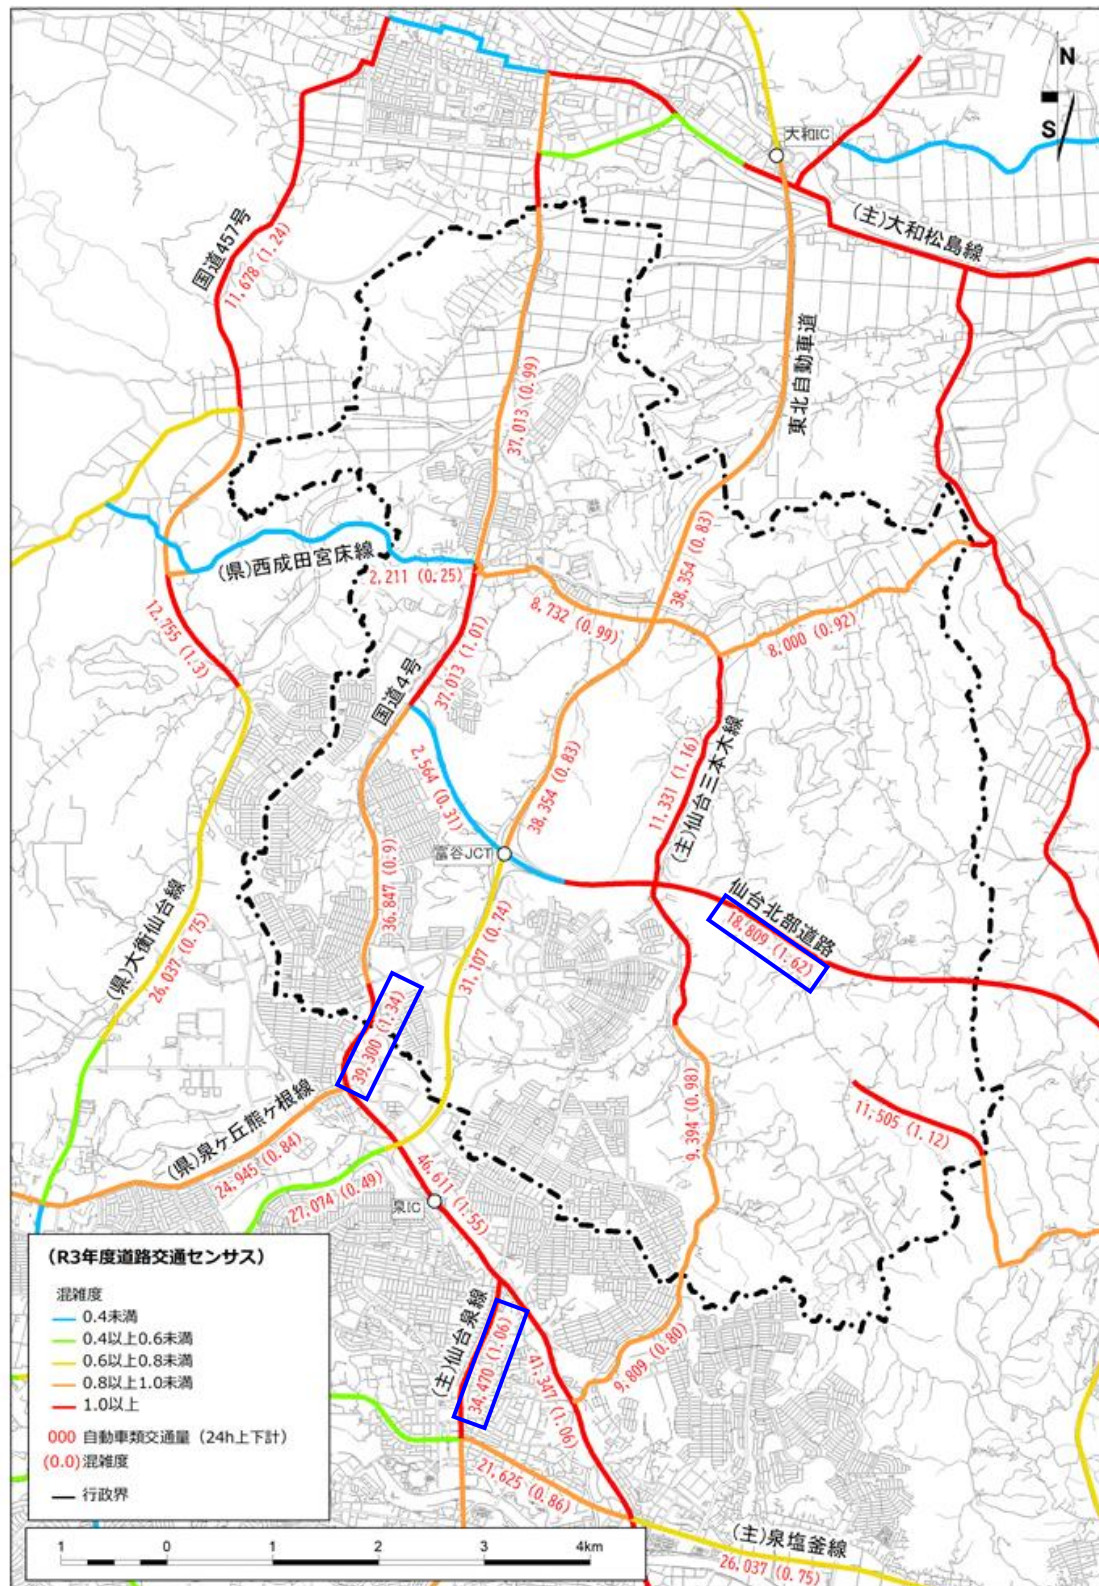 N
S
大和IC
(主)大和松島線
国道457号
11,678 (1.24)
東北自動車道
37,013 (0.99)
38,354 (0.83)
(県)西成田宮床線
2,211 (0.25)
8,732 (0.99)
8,000 (0.92)
12,755 (1.3)
37,013 (1.01)
国道4号
2,564 (0.31)
38,354 (0.83)
11,331 (1.16)
(主)仙台三本木線
富谷JCT
36,847 (0.9)
31,107 (0.74)
仙台北部道路
18,809 (1.62)
(県)大衡仙台線
26,037 (0.75)
39,300 (1.34)
9,394 (0.98)
11,505 (1.12)
(県)泉ケ丘熊ケ根線
24,945 (0.84)
27,074 (0.49)
46,611 (1.55)
泉IC
(主)仙台泉線
34,470 (1.06)
41,347 (1.06)
9,809 (0.80)
21,625 (0.86)
(主)泉塩釜線
26,037 (0.75)
(R3年度道路交通センサス)
混雑度
0.4未満
0.4以上0.6未満
0.6以上0.8未満
0.8以上1.0未満
1.0以上
000 自動車類交通量(24h上下計)
(0.0)混雑度
行政界
1 0 1 2 3 4km